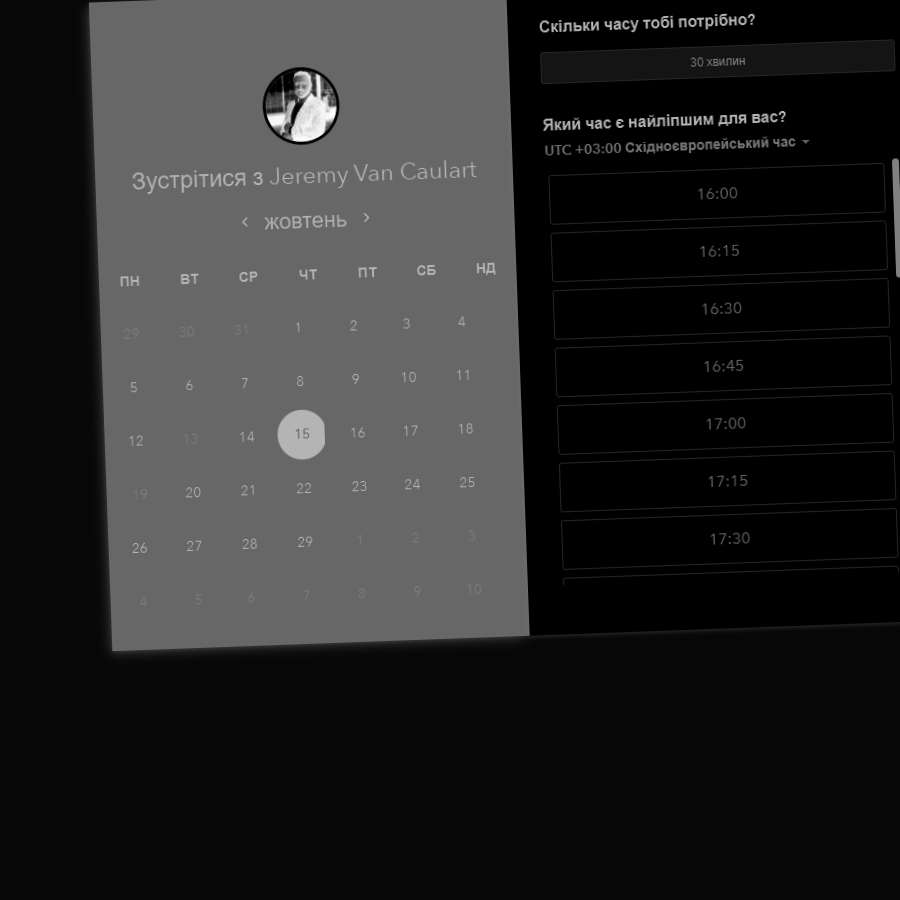 Зустрітися з Jeremy Van Caulart
‹ жовтень ›
ПН ВТ СР ЧТ ПТ СБ НД
29 30 31 1 2 3 4
5 6 7 8 9 10 11
12 13 14 15 16 17 18
19 20 21 22 23 24 25
26 27 28 29 1 2 3
4 5 6 7 8 9 10
Скільки часу тобі потрібно?
30 хвилин
Який час є найліпшим для вас?
UTC +03:00 Східноєвропейський час
16:00
16:15
16:30
16:45
17:00
17:15
17:30